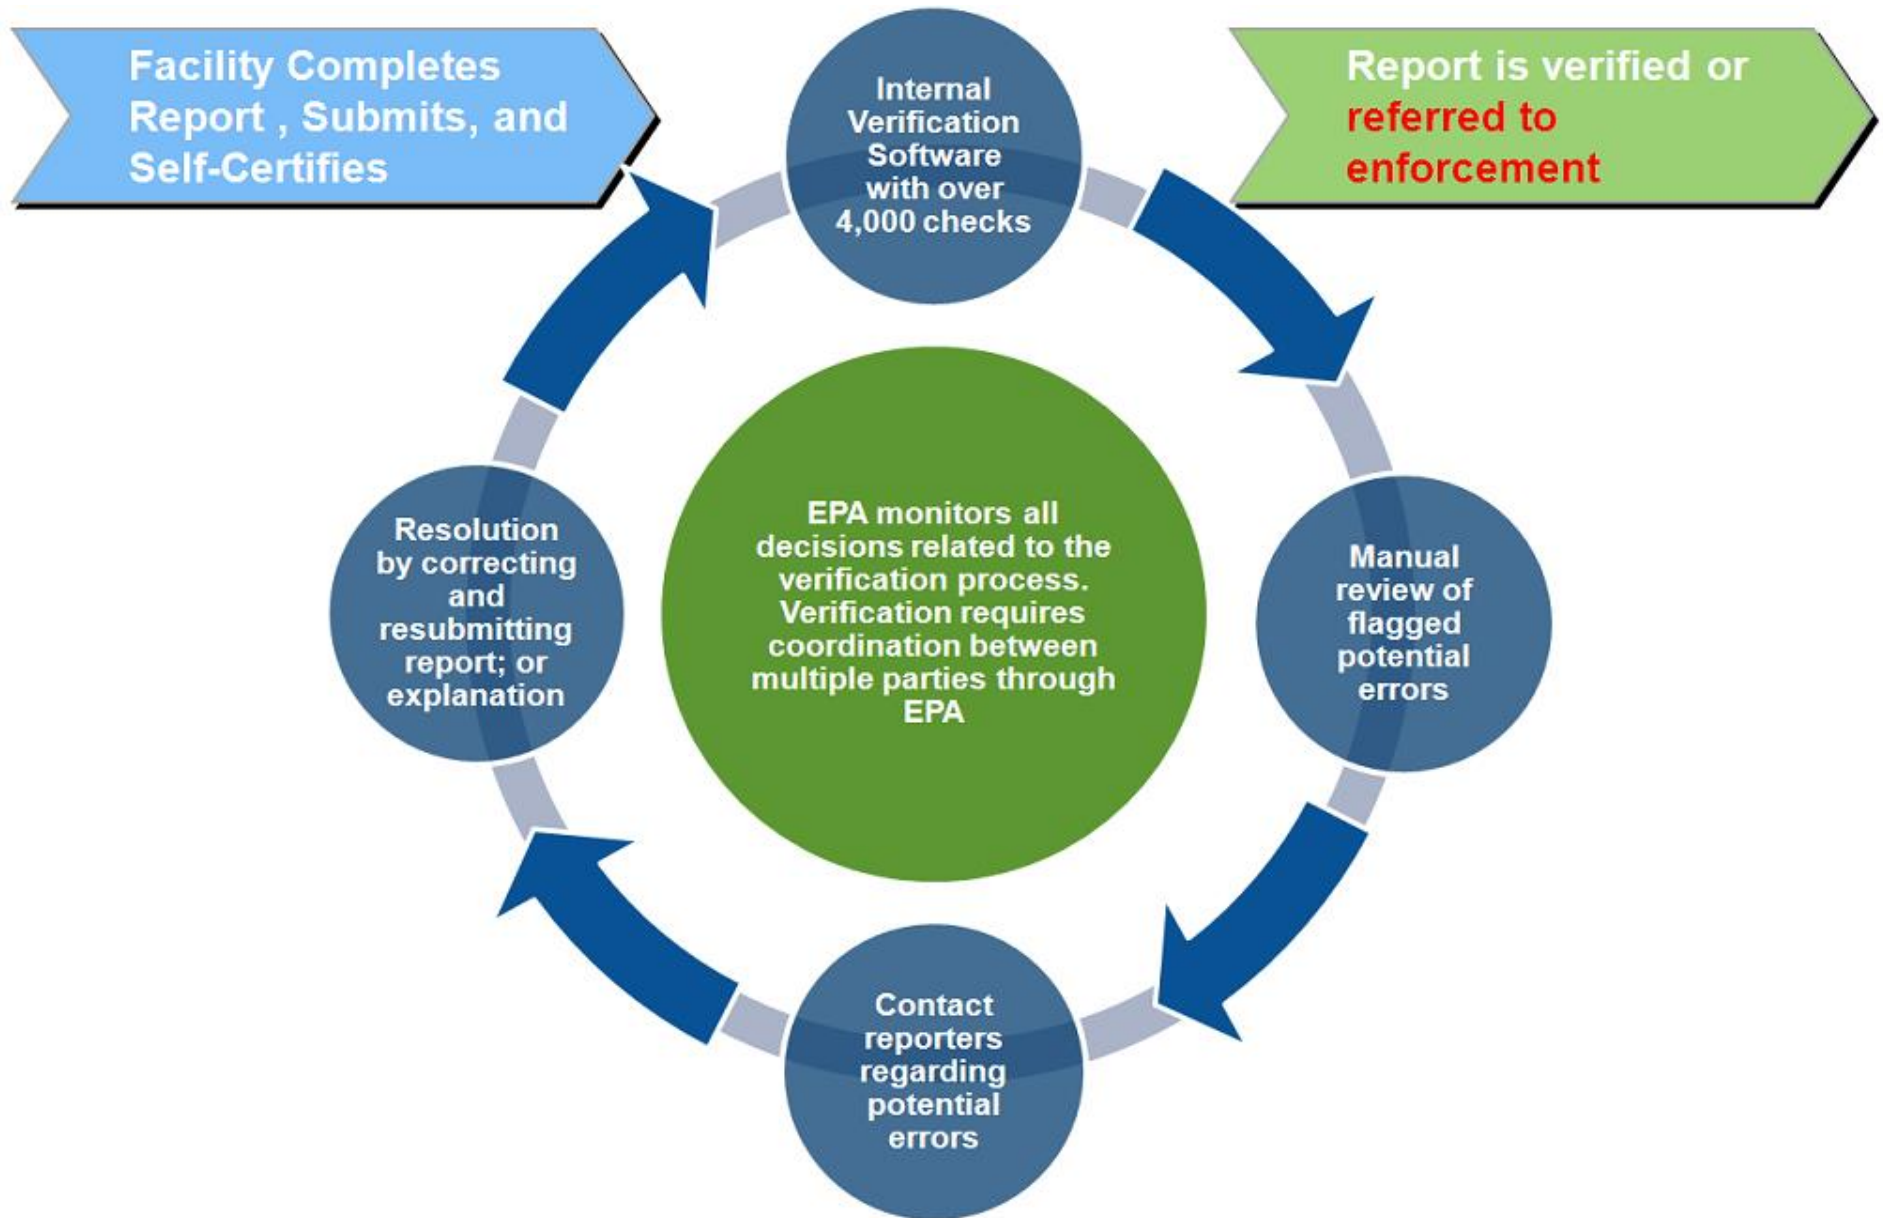 Facility Completes
Report , Submits, and
Self-Certifies
Internal
Verification
Software
with over
4,000 checks
Report is verified or
referred to
enforcement
Resolution
by correcting
and
resubmitting
report; or
explanation
EPA monitors all
decisions related to the
verification process.
Verification requires
coordination between
multiple parties through
EPA
Manual
review of
flagged
potential
errors
Contact
reporters
regarding
potential
errors